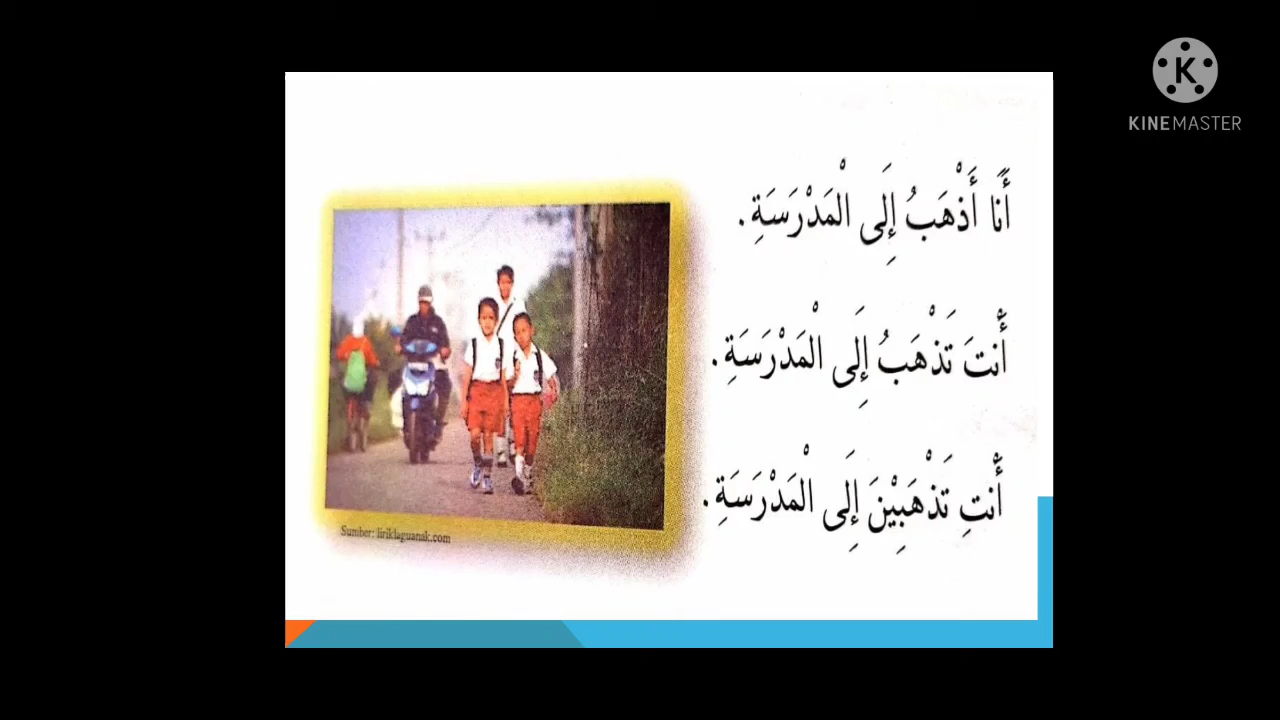 KINEMASTER
أَنَا أَذْهَبُ إِلَى الْمَدْرَسَةِ.
أَنْتَ تَذْهَبُ إِلَى الْمَدْرَسَةِ.
أَنْتِ تَذْهَبِيْنَ إِلَى الْمَدْرَسَةِ.
Sumber: liriklaguanak.com